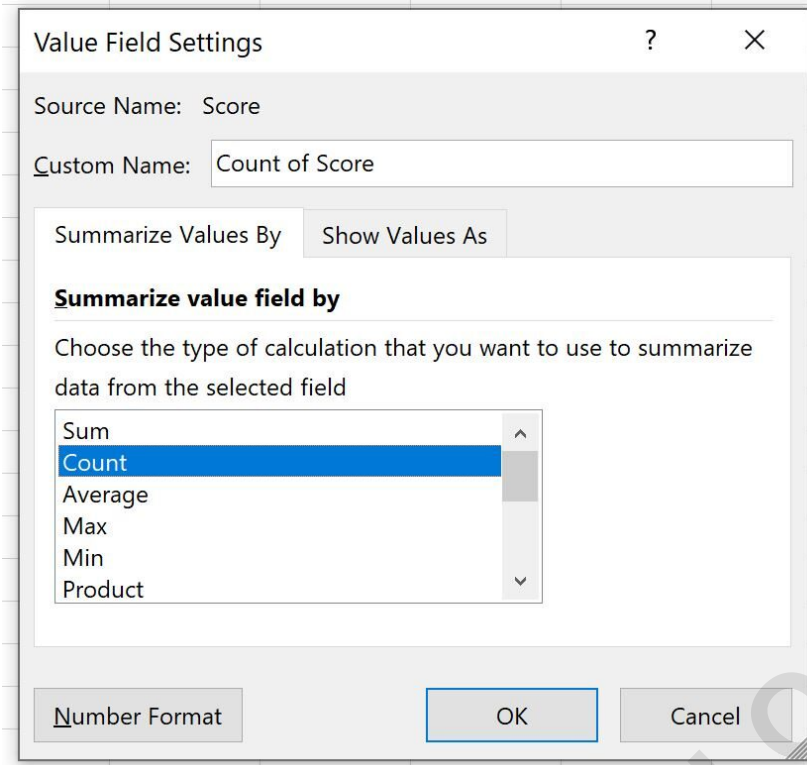 Value Field Settings ? ×
Source Name: Score
Custom Name: Count of Score
Summarize Values By Show Values As
Summarize value field by
Choose the type of calculation that you want to use to summarize
data from the selected field
Sum
Count
Average
Max
Min
Product
Number Format OK Cancel